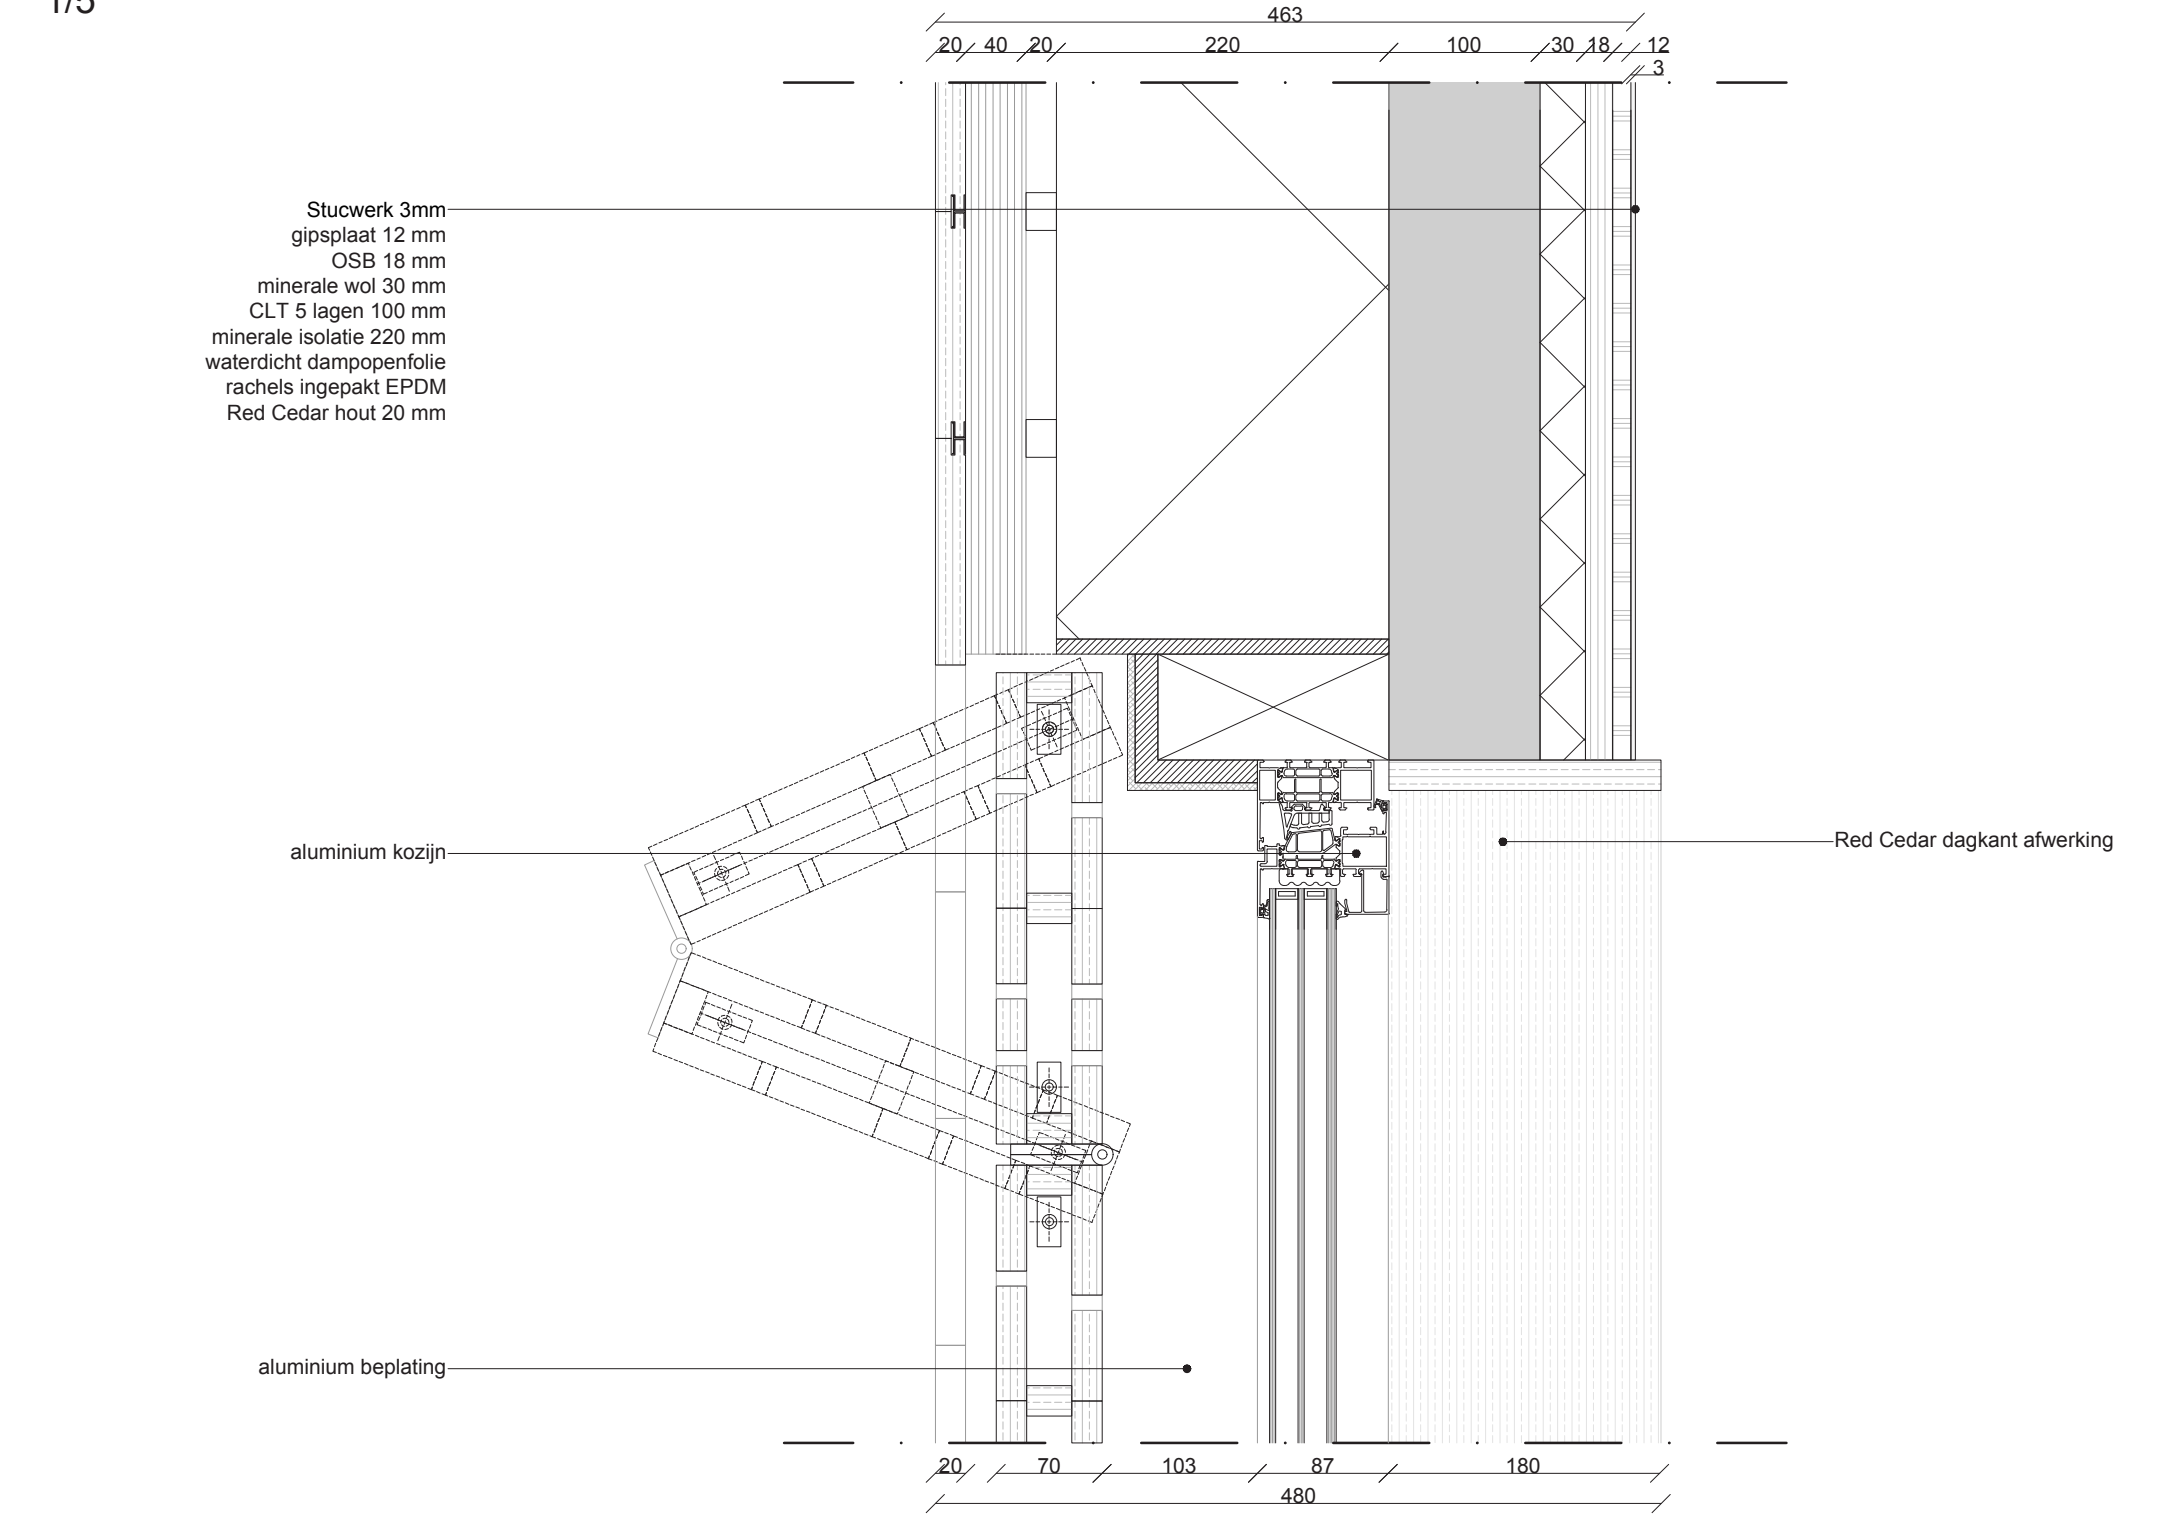 1/5
463
20 40 20 220 100 30 18 12
3
Stucwerk 3mm
gipsplaat 12 mm
OSB 18 mm
minerale wol 30 mm
CLT 5 lagen 100 mm
minerale isolatie 220 mm
waterdicht dampopenfolie
rachels ingepakt EPDM
Red Cedar hout 20 mm
aluminium kozijn
Red Cedar dagkant afwerking
aluminium beplating
20 70 103 87 180
480